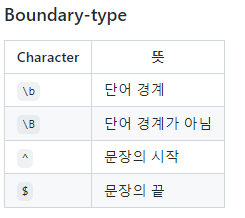 Boundary-type
Character 뜻
\b 단어 경계
\B 단어 경계가 아님
^ 문장의 시작
$ 문장의 끝